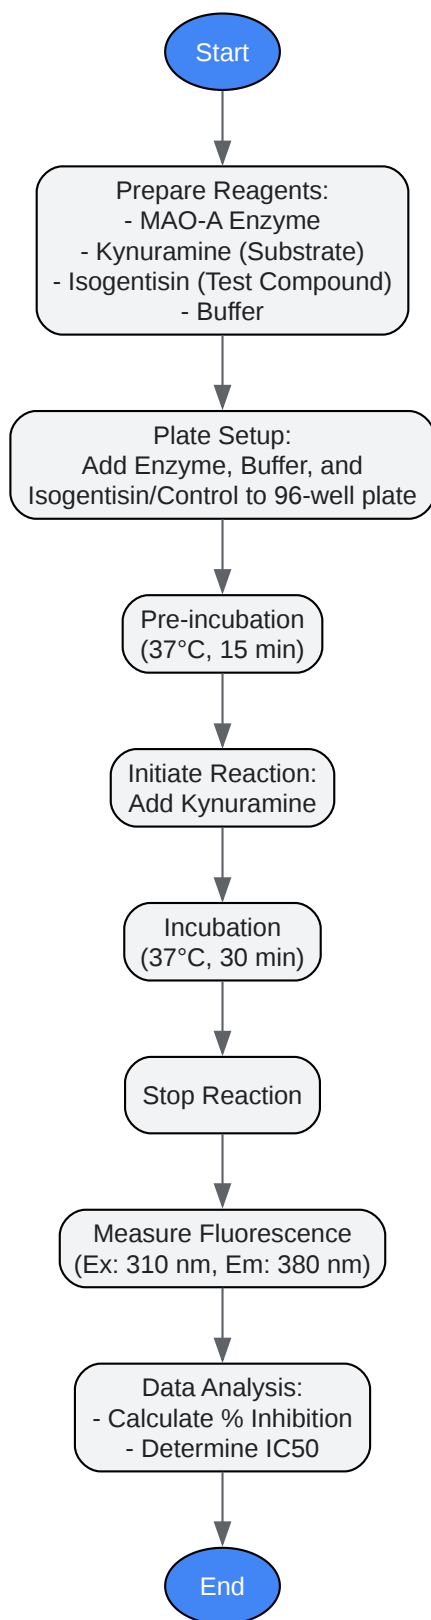 Start
Prepare Reagents:
- MAO-A Enzyme
- Kynuramine (Substrate)
- Isogentisin (Test Compound)
- Buffer
Plate Setup:
Add Enzyme, Buffer, and
Isogentisin/Control to 96-well plate
Pre-incubation
(37°C, 15 min)
Initiate Reaction:
Add Kynuramine
Incubation
(37°C, 30 min)
Stop Reaction
Measure Fluorescence
(Ex: 310 nm, Em: 380 nm)
Data Analysis:
- Calculate % Inhibition
- Determine IC50
End